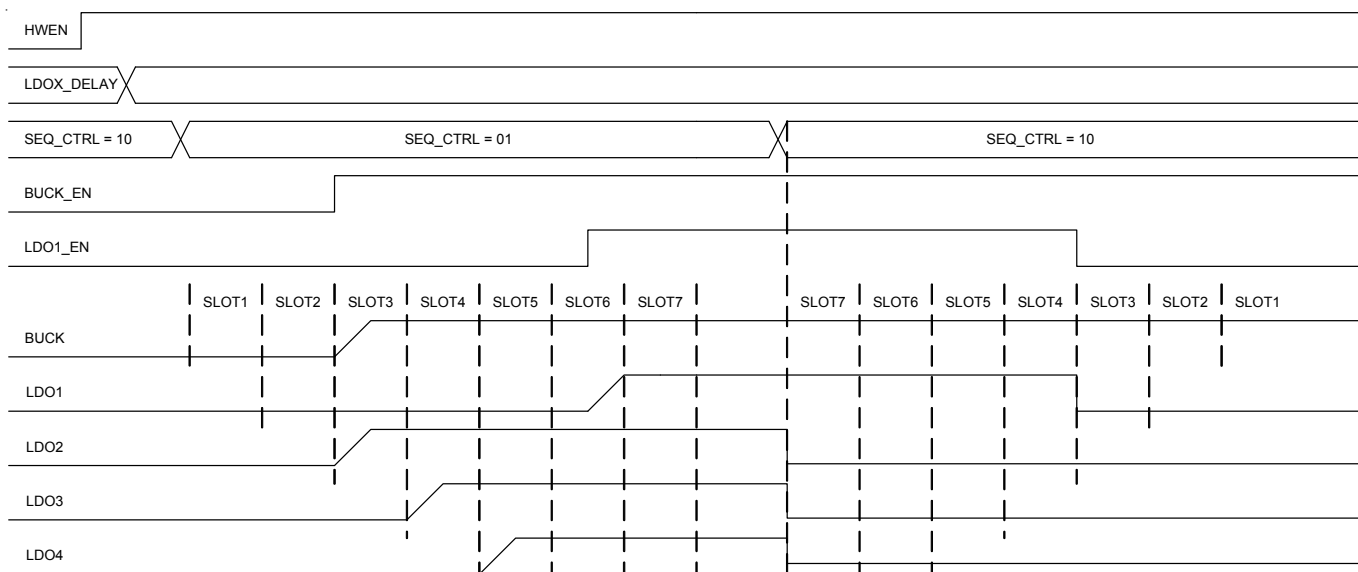 HWEN
LDOX_DELAY
SEQ_CTRL = 10 SEQ_CTRL = 01 SEQ_CTRL = 10
BUCK_EN
LDO1_EN
SLOT1 SLOT2 SLOT3 SLOT4 SLOT5 SLOT6 SLOT7 SLOT7 SLOT6 SLOT5 SLOT4 SLOT3 SLOT2 SLOT1
BUCK
LDO1
LDO2
LDO3
LDO4